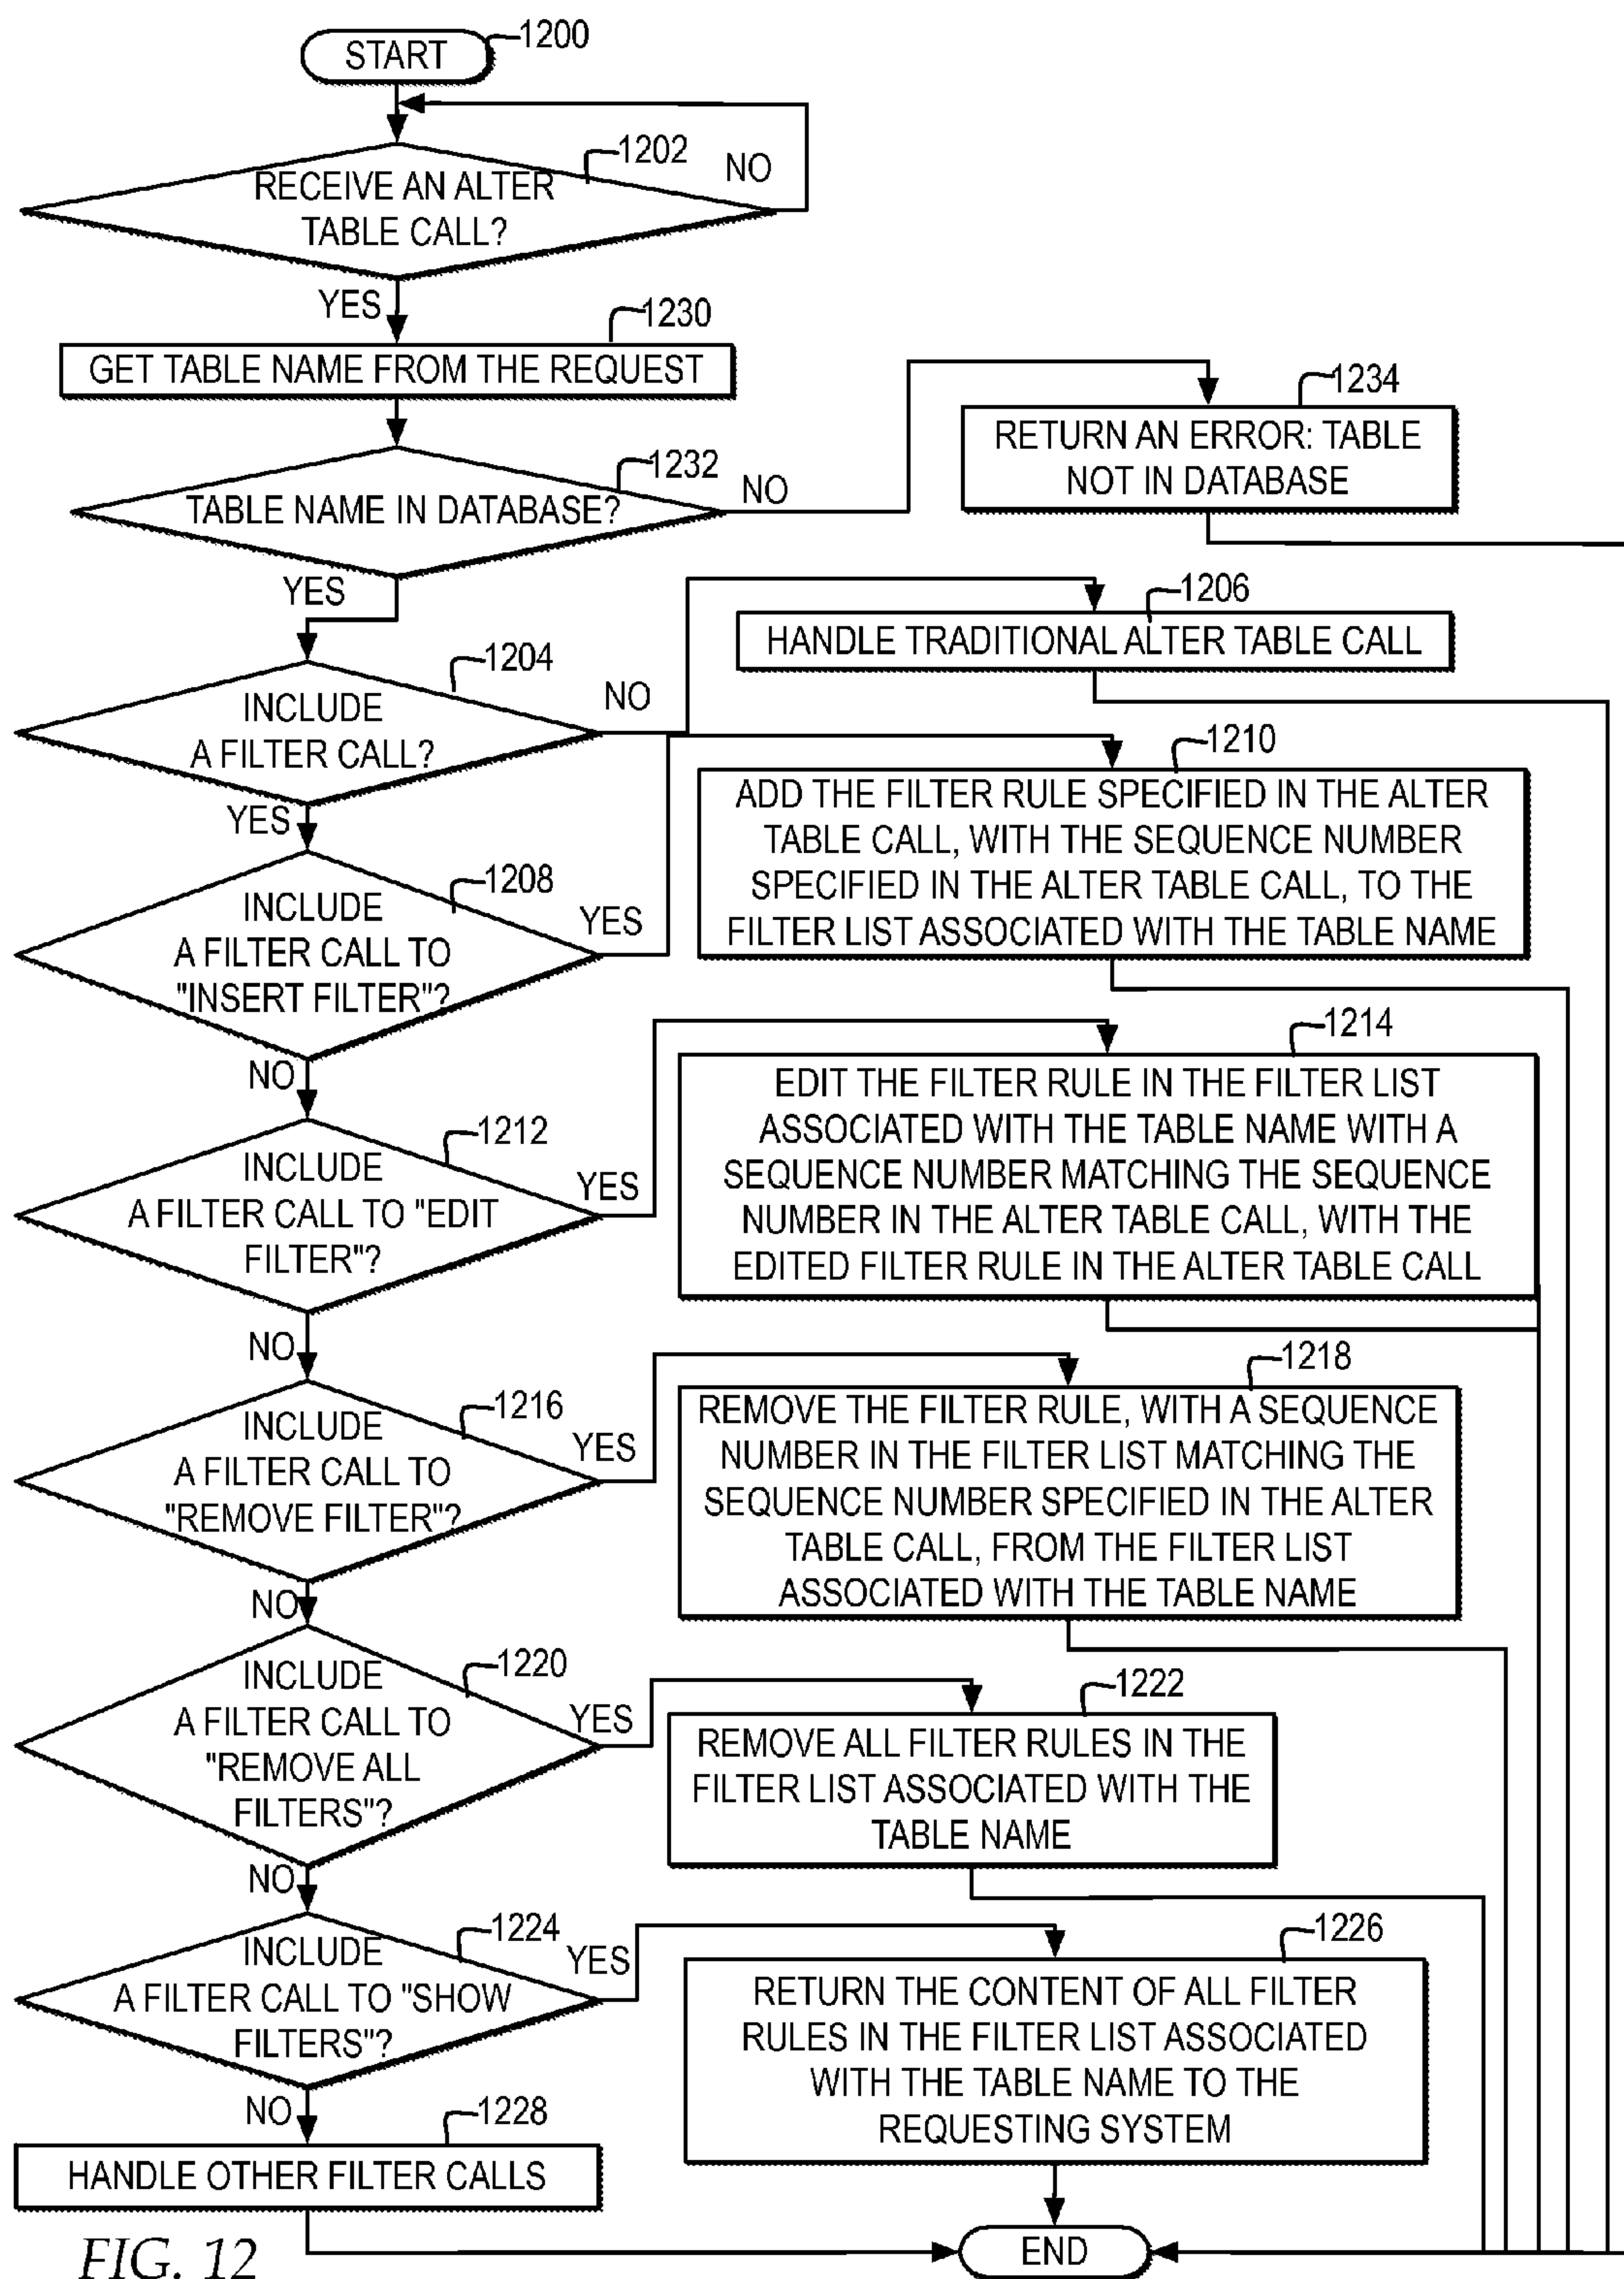 START
1200
1202
RECEIVE AN ALTER
TABLE CALL?
NO
YES
1230
GET TABLE NAME FROM THE REQUEST
1232
TABLE NAME IN DATABASE?
NO
1234
RETURN AN ERROR: TABLE
NOT IN DATABASE
YES
1204
INCLUDE
A FILTER CALL?
NO
1206
HANDLE TRADITIONAL ALTER TABLE CALL
YES
1208
INCLUDE
A FILTER CALL TO
"INSERT FILTER"?
YES
1210
ADD THE FILTER RULE SPECIFIED IN THE ALTER
TABLE CALL, WITH THE SEQUENCE NUMBER
SPECIFIED IN THE ALTER TABLE CALL, TO THE
FILTER LIST ASSOCIATED WITH THE TABLE NAME
NO
1212
INCLUDE
A FILTER CALL TO "EDIT
FILTER"?
YES
1214
EDIT THE FILTER RULE IN THE FILTER LIST
ASSOCIATED WITH THE TABLE NAME WITH A
SEQUENCE NUMBER MATCHING THE SEQUENCE
NUMBER IN THE ALTER TABLE CALL, WITH THE
EDITED FILTER RULE IN THE ALTER TABLE CALL
NO
1216
INCLUDE
A FILTER CALL TO
"REMOVE FILTER"?
YES
1218
REMOVE THE FILTER RULE, WITH A SEQUENCE
NUMBER IN THE FILTER LIST MATCHING THE
SEQUENCE NUMBER SPECIFIED IN THE ALTER
TABLE CALL, FROM THE FILTER LIST
ASSOCIATED WITH THE TABLE NAME
NO
1220
INCLUDE
A FILTER CALL TO
"REMOVE ALL
FILTERS"?
YES
1222
REMOVE ALL FILTER RULES IN THE
FILTER LIST ASSOCIATED WITH THE
TABLE NAME
NO
1224
INCLUDE
A FILTER CALL TO "SHOW
FILTERS"?
YES
1226
RETURN THE CONTENT OF ALL FILTER
RULES IN THE FILTER LIST ASSOCIATED
WITH THE TABLE NAME TO THE
REQUESTING SYSTEM
NO
1228
HANDLE OTHER FILTER CALLS
END
FIG. 12